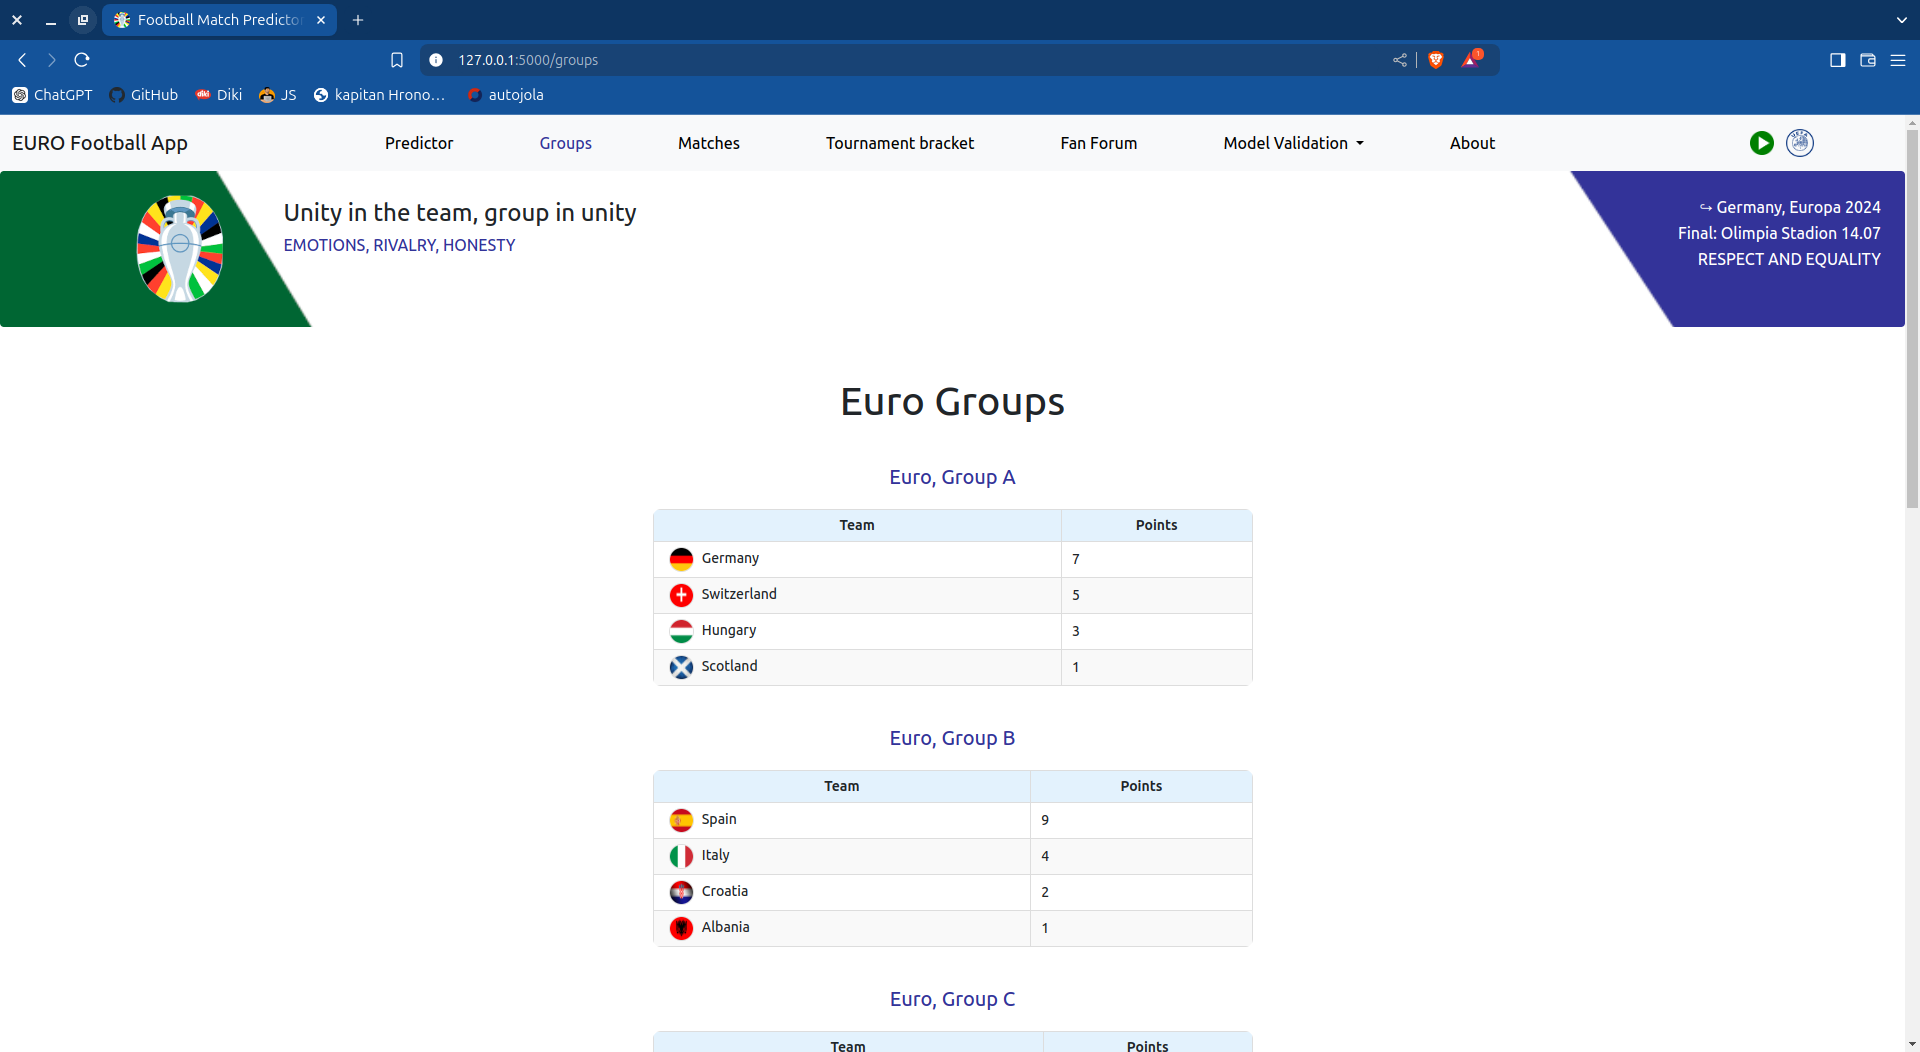 Football Match Predicto
127.0.0.1:5000/groups
1
ChatGPT
GitHub
Diki
JS
kapitan Hrono...
autojola
EURO Football App
Predictor
Groups
Matches
Tournament bracket
Fan Forum
Model Validation
About
Unity in the team, group in unity
EMOTIONS, RIVALRY, HONESTY
↪ Germany, Europa 2024
Final: Olimpia Stadion 14.07
RESPECT AND EQUALITY
Euro Groups
Euro, Group A
Team Points
Germany 7
Switzerland 5
Hungary 3
Scotland 1
Euro, Group B
Team Points
Spain 9
Italy 4
Croatia 2
Albania 1
Euro, Group C
Team Points